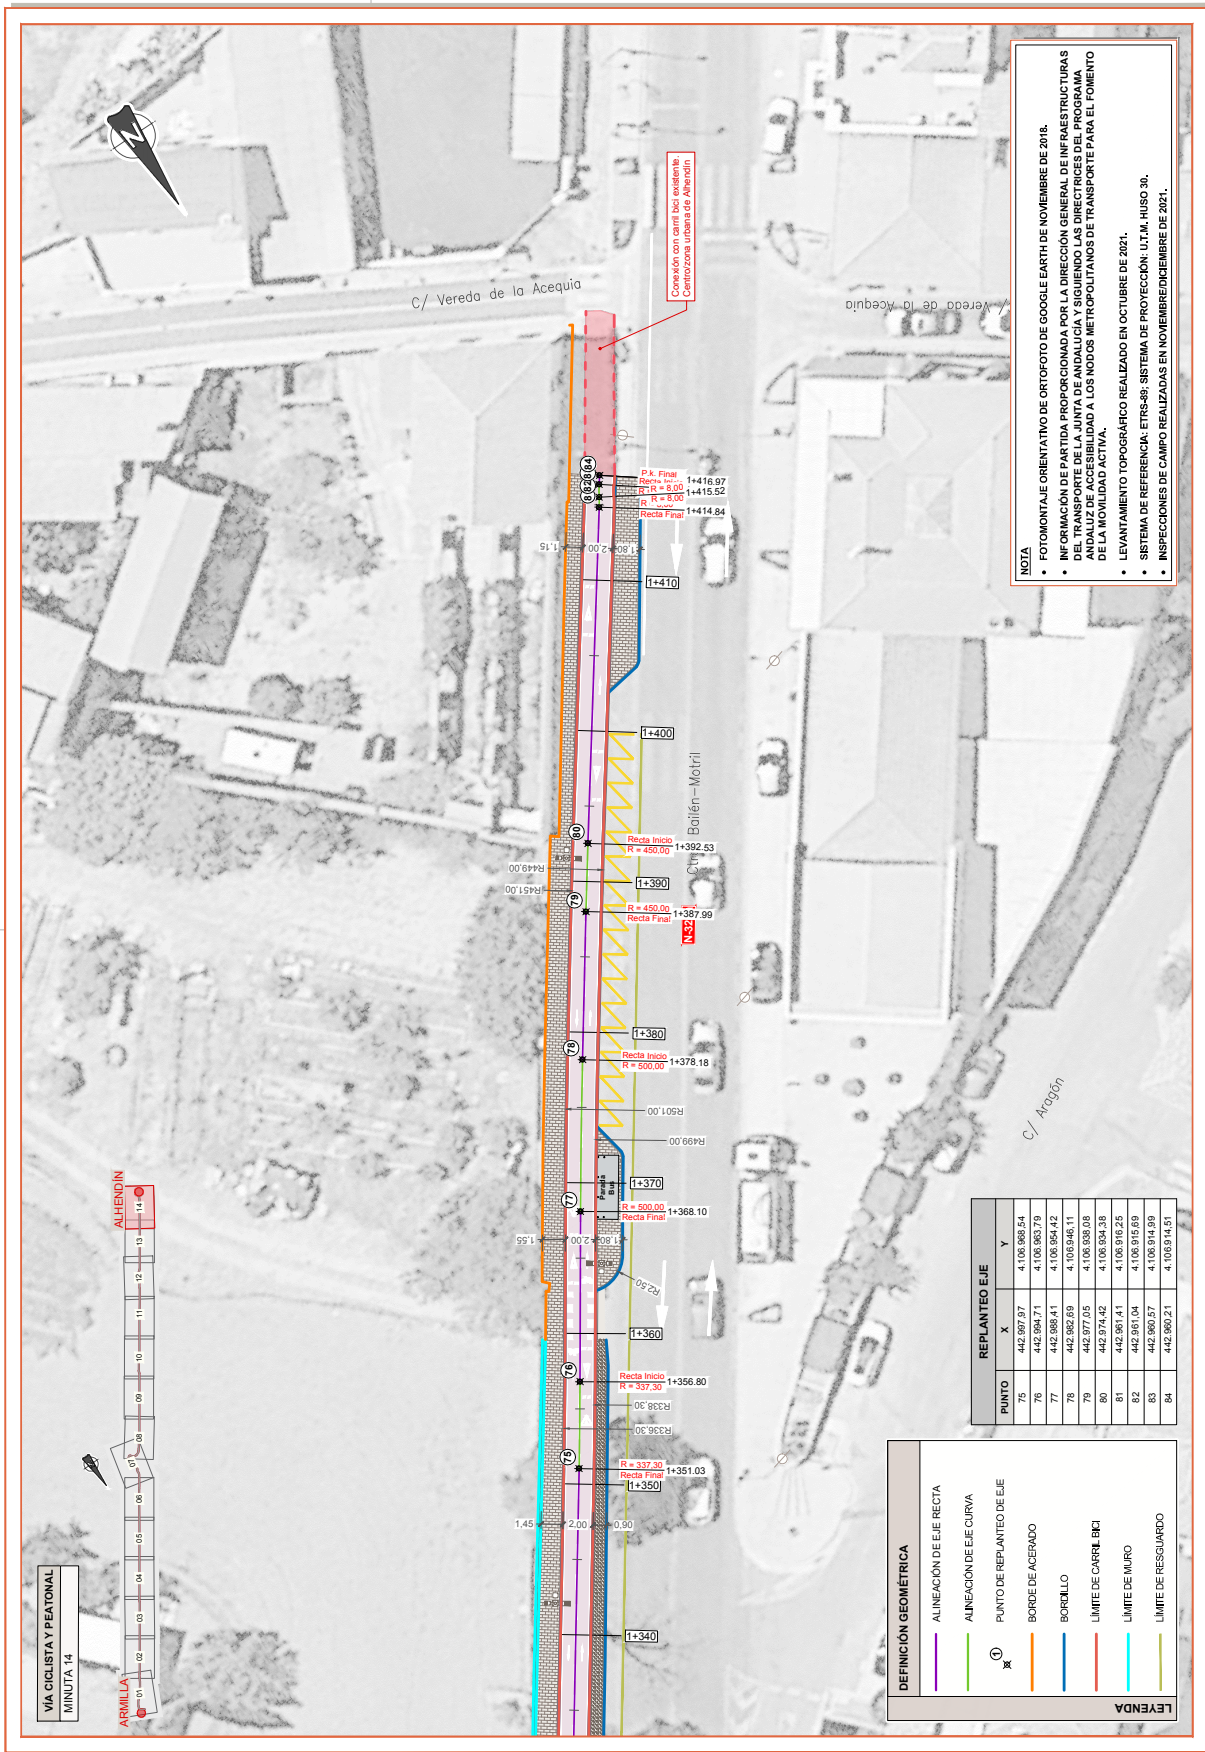 VÍA CICLISTA Y PEATONAL
MINUTA 14
ARMILLA
01
02
03
04
05
06
07
08
09
10
11
12
13
14
ALHENDÍN
N
C/ Vereda de la Acequia
C/ Vereda de la Acequia
Conexión con carril bici existente.
Centro/zona urbana de Alhendín
Ctra. Bailén-Motril
C/ Aragón
1+340
1,45
2,00
0,90
1+350
75
R = 337,30
Recta Final
1+351.03
R336,30
R338,30
76
Recta Inicio
R = 337,30
1+356.80
1+360
R2,50
1,55
2,00
1,80
77
R = 500,00
Recta Final
1+368.10
Parada
Bus
1+370
R499,00
R501,00
78
Recta Inicio
R = 500,00
1+378.18
1+380
79
R = 450,00
Recta Final
1+387.99
1+390
R451,00
R449,00
80
Recta Inicio
R = 450,00
1+392.53
1+400
1+410
1,15
2,00
1,80
Recta Final
1+414.84
R = 8,00
1+415.52
R = 8,00
P.k. Final
1+416.97
84
NOTA
• FOTOMONTAJE ORIENTATIVO DE ORTOFOTO DE GOOGLE EARTH DE NOVIEMBRE DE 2018.
• INFORMACIÓN DE PARTIDA PROPORCIONADA POR LA DIRECCIÓN GENERAL DE INFRAESTRUCTURAS
DEL TRANSPORTE DE LA JUNTA DE ANDALUCÍA Y SIGUIENDO LAS DIRECTRICES DEL PROGRAMA
ANDALUZ DE ACCESIBILIDAD A LOS NODOS METROPOLITANOS DE TRANSPORTE PARA EL FOMENTO
DE LA MOVILIDAD ACTIVA.
• LEVANTAMIENTO TOPOGRÁFICO REALIZADO EN OCTUBRE DE 2021.
• SISTEMA DE REFERENCIA: ETRS-89; SISTEMA DE PROYECCIÓN: U.T.M. HUSO 30.
• INSPECCIONES DE CAMPO REALIZADAS EN NOVIEMBRE/DICIEMBRE DE 2021.
REPLANTEO EJE
PUNTO X Y
75 442.997,97 4.106.968,54
76 442.994,71 4.106.963,79
77 442.988,41 4.106.954,42
78 442.982,69 4.106.946,11
79 442.977,05 4.106.938,08
80 442.974,42 4.106.934,38
81 442.961,41 4.106.916,25
82 442.961,04 4.106.915,69
83 442.960,57 4.106.914,99
84 442.960,21 4.106.914,51
LEYENDA
DEFINICIÓN GEOMÉTRICA
ALINEACIÓN DE EJE RECTA
ALINEACIÓN DE EJE CURVA
1
PUNTO DE REPLANTEO DE EJE
BORDE DE ACERADO
BORDILLO
LÍMITE DE CARRIL BICI
LÍMITE DE MURO
LÍMITE DE RESGUARDO